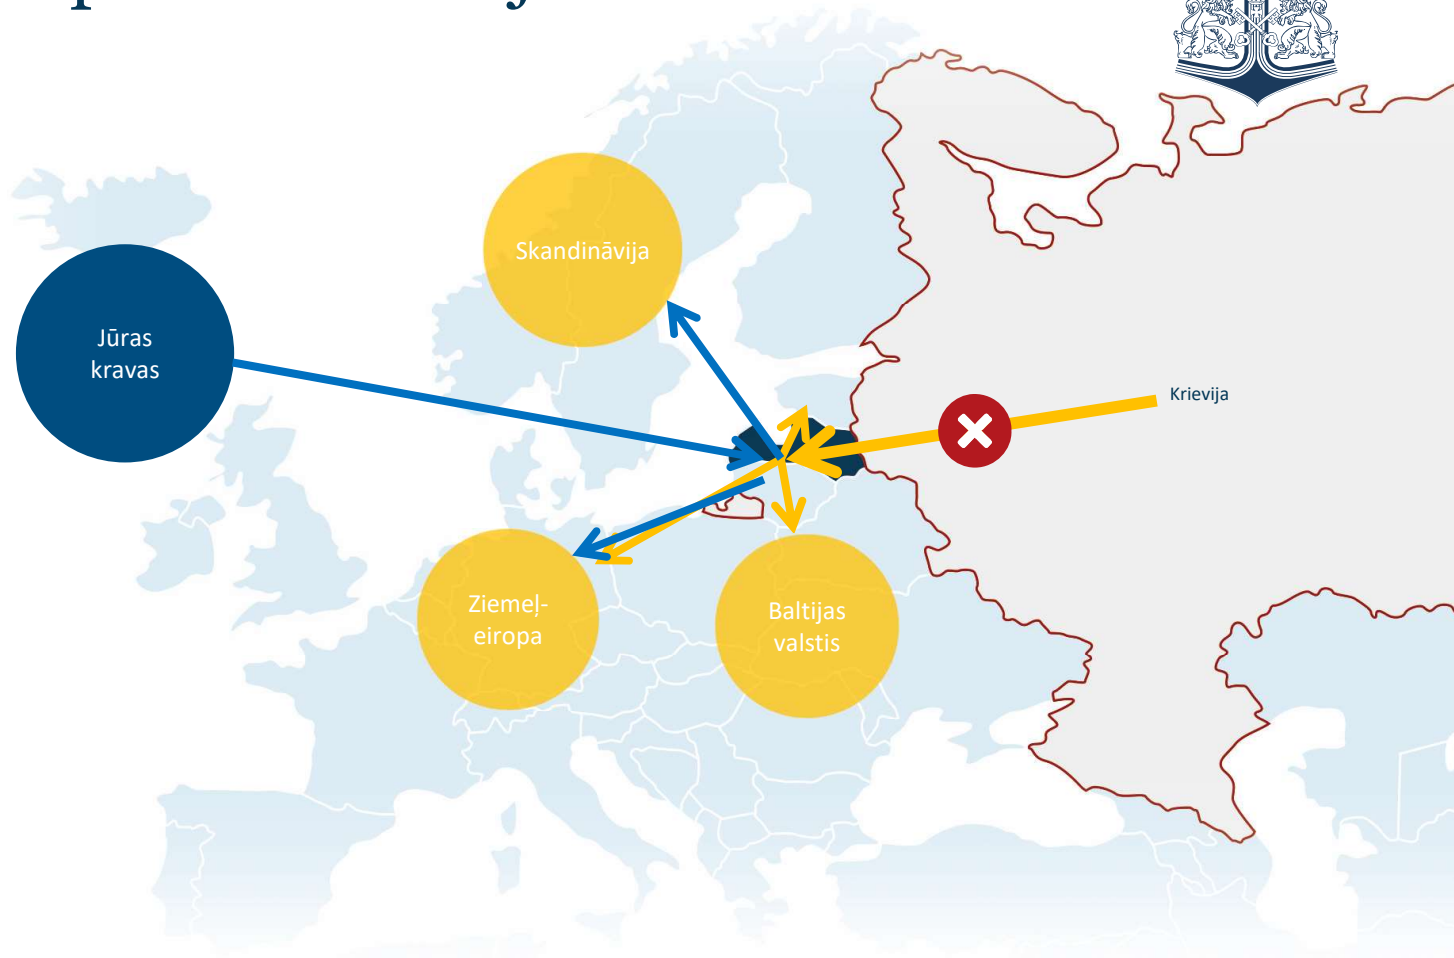 Skandināvija
Jūras
kravas
Krievija
Ziemeļ-
eiropa
Baltijas
valstis